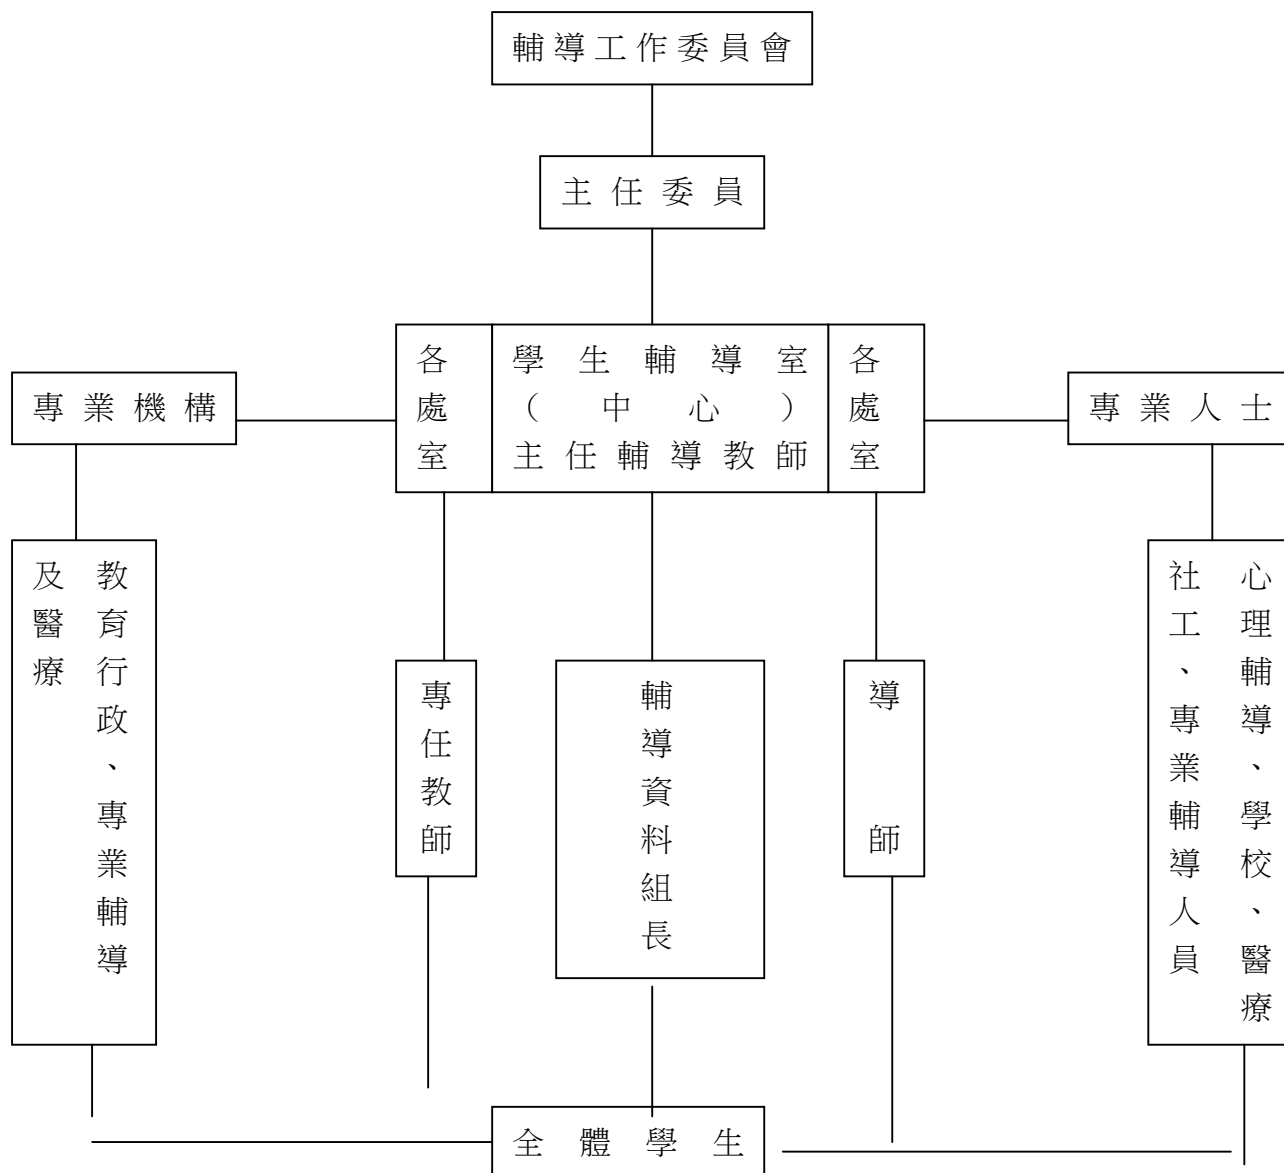 輔導工作委員會
主任委員
各處室
學生輔導室
（中心）
主任輔導教師
各處室
專業機構
專業人士
教育行政、專業輔導
及醫療
專任教師
輔導資料組長
導師
心理輔導、學校、醫療
社工、專業輔導人員
全體學生